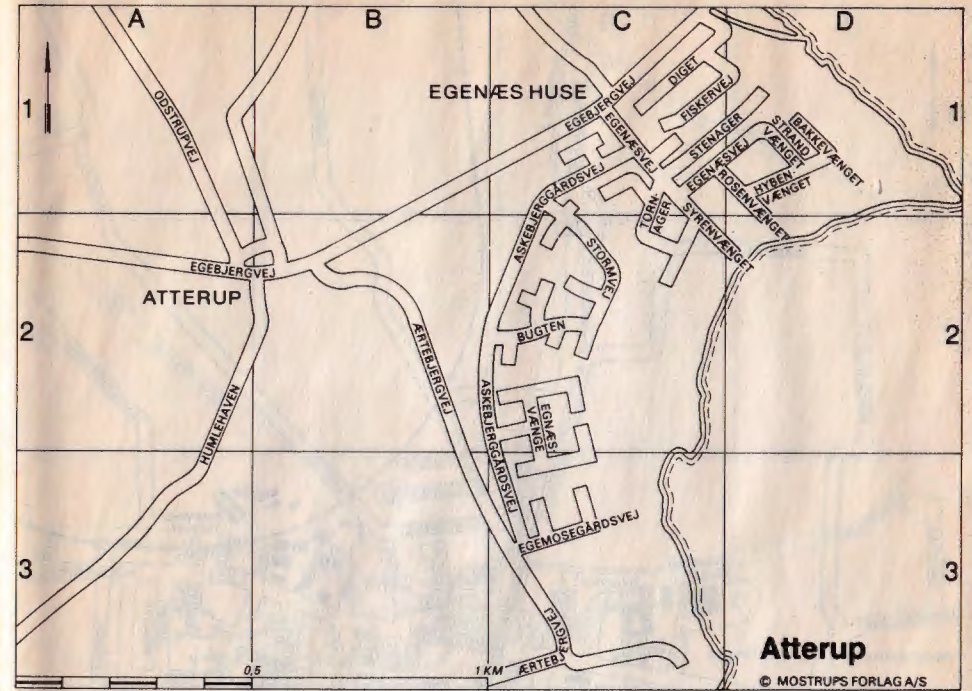 A
B
C
D
1
1
EGENÆS HUSE
ODSTRUPVEJ
EGEBJERGVEJ
DIGET
FISKERVEJ
EGENÆSVEJ
STENAGER
EGENÆSVEJ
STRAND
VÆNGET
BAKKEVÆNGET
HYBEN-
VÆNGET
ROSENVÆNGET
SYRENVÆNGET
TORN-
AGER
ASKEBJERGGÅRDSVEJ
STORMVEJ
EGEBJERGVEJ
ATTERUP
2
2
BUGTEN
ÆRTEBJERGVEJ
ASKEBJERGGÅRDSVEJ
EGNÆS-
VÆNGE
HUMLEHAVEN
EGEMOSEGÅRDSVEJ
3
3
ÆRTEBJERGVEJ
0,5
1 KM
Atterup
© MOSTRUPS FORLAG A/S